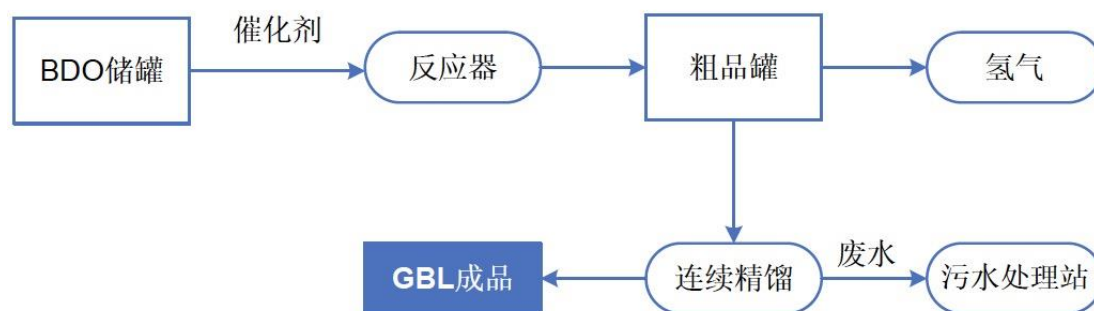 催化剂
BDO储罐
反应器
粗品罐
氢气
GBL成品
连续精馏
废水
污水处理站